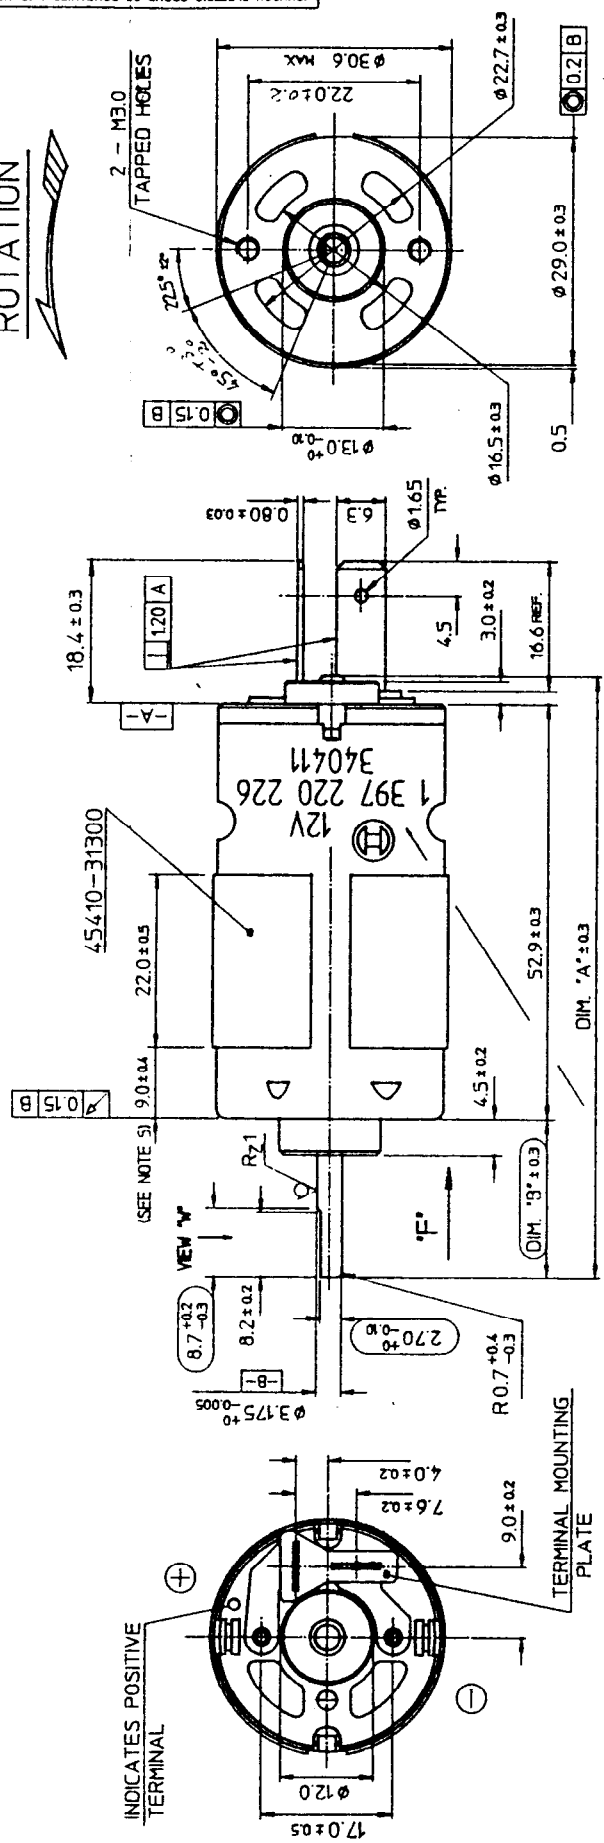 ROTATION
2 - M3.0
TAPPED HOLES
ø30.6 MAX.
22.0±0.2
ø22.7±0.3
0.2 B
ø29.0±0.3
0.5
ø16.5±0.3
22.5° ±2°
0.15 B
ø13.0 +0 -0.10
18.4±0.3
1.20 A
-A-
0.80±0.03
6.3
ø1.65
TYP.
4.5
3.0±0.2
16.6 REF.
45410-31300
22.0±0.5
12V
1 397 220 226
340411
52.9±0.3
DIM. "A"±0.3
0.15 B
9.0±0.4
(SEE NOTE 5)
Rz1
4.5±0.2
"F"
DIM. "B"±0.3
VIEW "W"
8.7 +0.2 -0.3
8.2±0.2
2.70 +0 -0.10
-B-
ø3.175 +0 -0.005
R0.7 +0.4 -0.3
INDICATES POSITIVE
TERMINAL
+
4.0±0.2
7.6±0.2
9.0±0.2
TERMINAL MOUNTING
PLATE
-
ø12.0
17.0±0.5